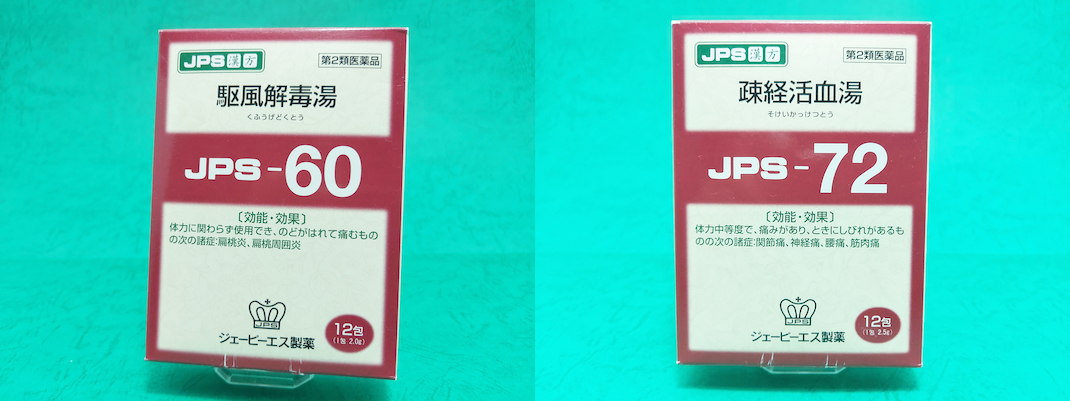 JPS漢方
第2類医薬品
駆風解毒湯
くふうげどくとう
JPS-60
〔効能・効果〕
体力に関わらず使用でき、のどがはれて痛むもの
の次の諸症:扁桃炎、扁桃周囲炎
JPS
ジェーピーエス製薬
12包
(1包 2.0g)
JPS漢方
第2類医薬品
疎経活血湯
そけいかっけつとう
JPS-72
〔効能・効果〕
体力中等度で、痛みがあり、ときにしびれがあるも
のの次の諸症:関節痛、神経痛、腰痛、筋肉痛
JPS
ジェーピーエス製薬
12包
(1包 2.5g)